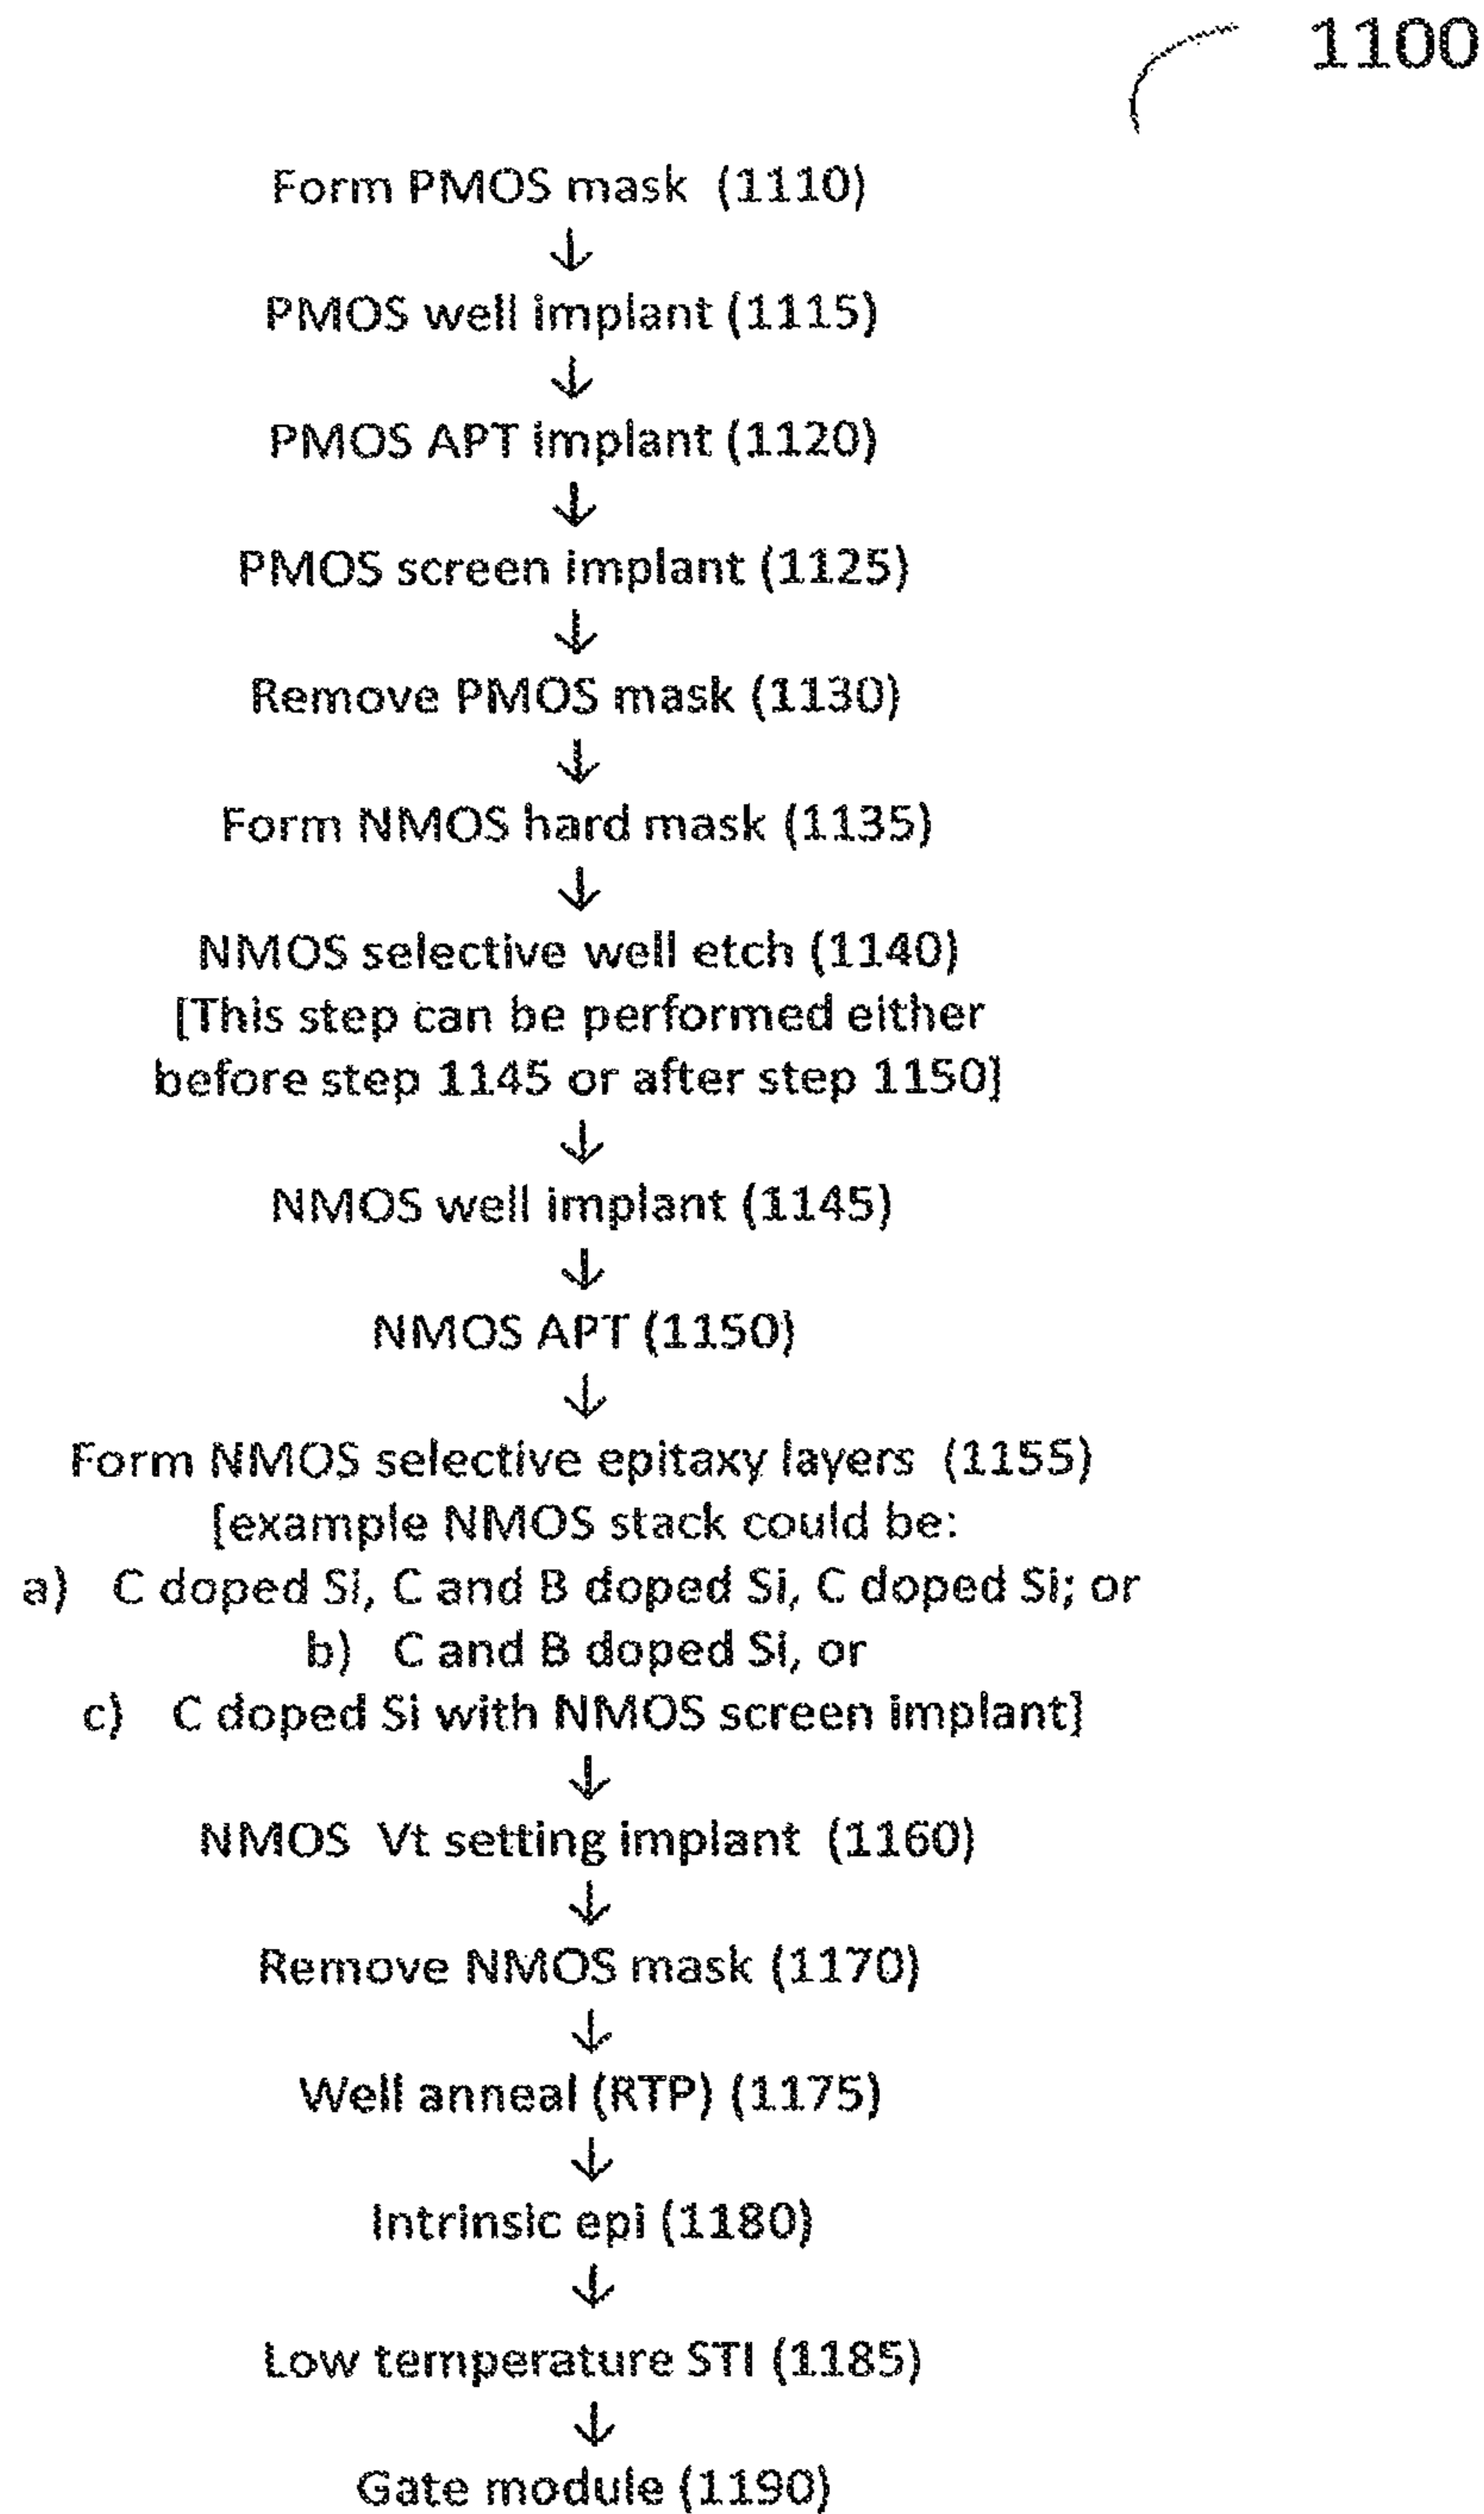 1100
Form PMOS mask (1110)
↓
PMOS well implant (1115)
↓
PMOS APT implant (1120)
↓
PMOS screen implant (1125)
↓
Remove PMOS mask (1130)
↓
Form NMOS hard mask (1135)
↓
NMOS selective well etch (1140)
[This step can be performed either
before step 1145 or after step 1150]
↓
NMOS well implant (1145)
↓
NMOS APT (1150)
↓
Form NMOS selective epitaxy layers (1155)
[example NMOS stack could be:
a) C doped Si, C and B doped Si, C doped Si; or
b) C and B doped Si, or
c) C doped Si with NMOS screen implant]
↓
NMOS Vt setting implant (1160)
↓
Remove NMOS mask (1170)
↓
Well anneal (RTP) (1175)
↓
Intrinsic epi (1180)
↓
Low temperature STI (1185)
↓
Gate module (1190)